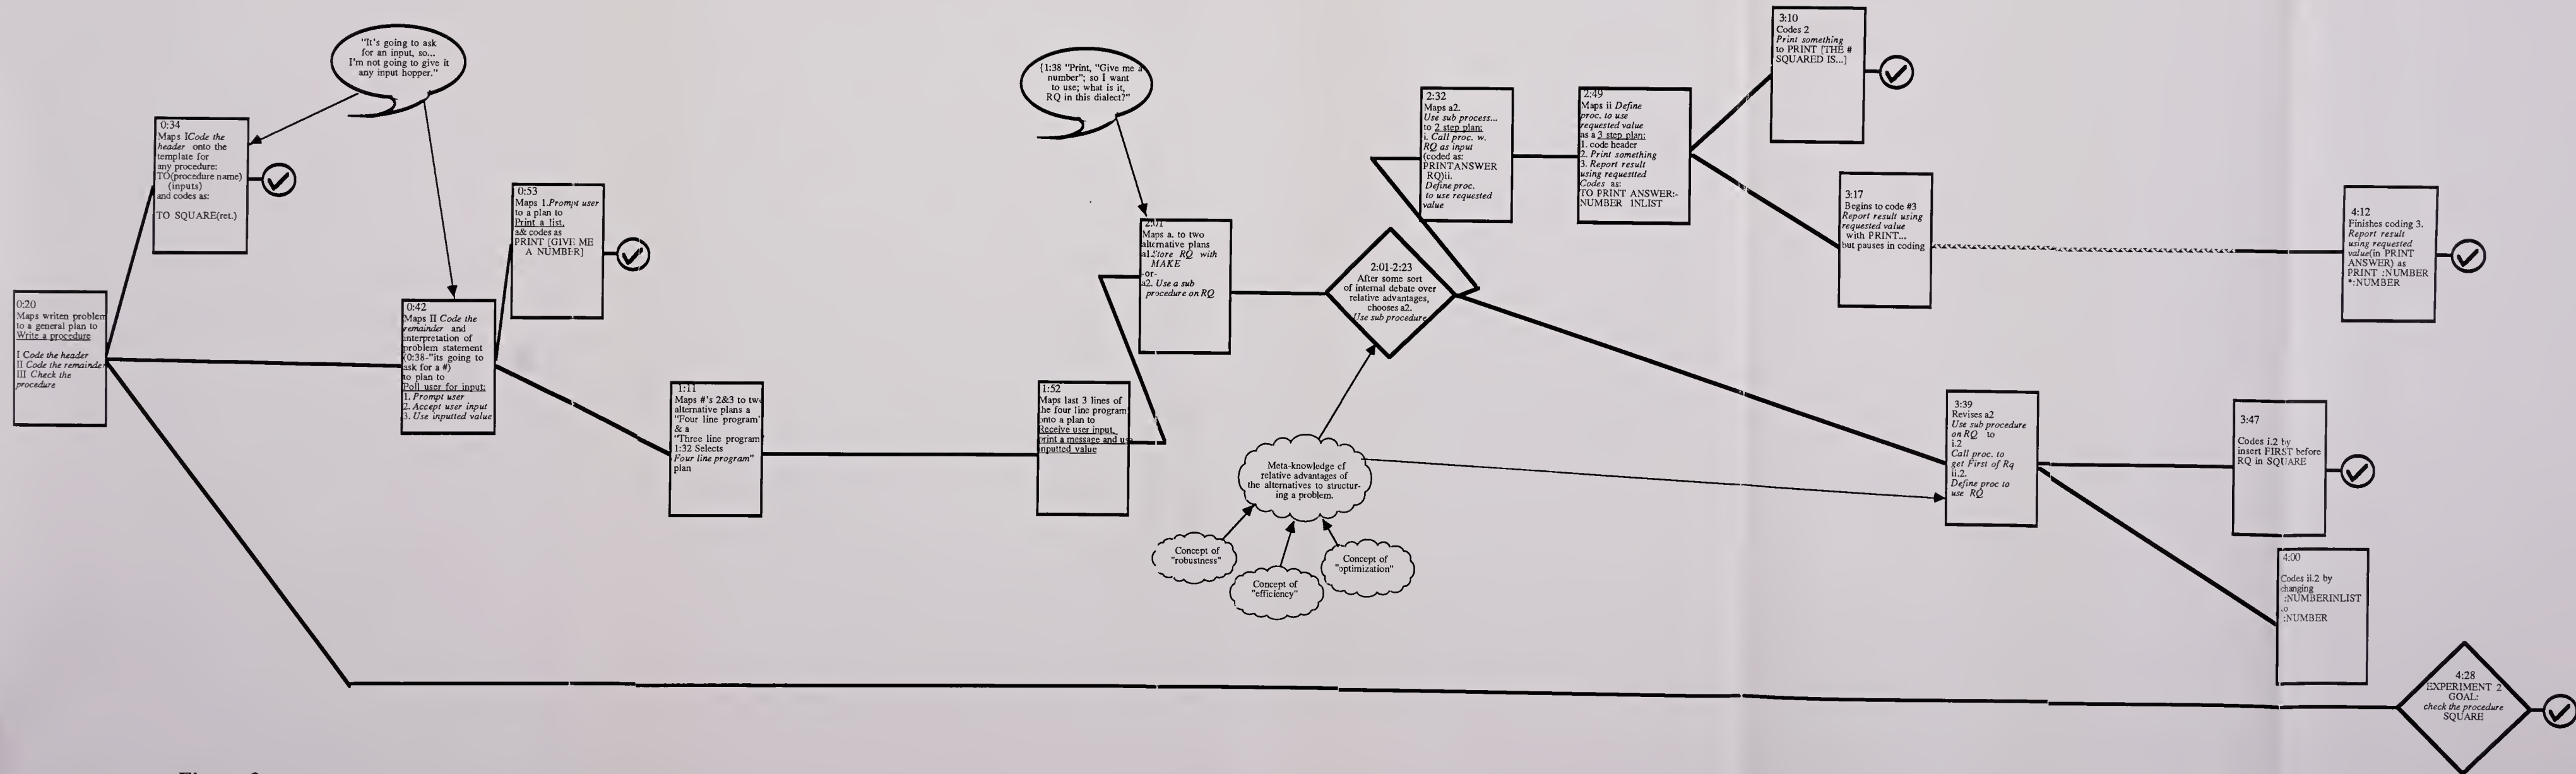 "It's going to ask
for an input, so...
I'm not going to give it
any input hopper."
0:34
Maps ICode the
header onto the
template for
any procedure:
TO(procedure name)
(inputs)
and codes as:
TO SQUARE(ret.)
0:20
Maps writen problem
to a general plan to
Write a procedure
I Code the header
II Code the remainder
III Check the
procedure
0:42
Maps II Code the
remainder and
interpretation of
problem statement
(0:38-"its going to
ask for a #)
to plan to
Poll user for input:
1. Prompt user
2. Accept user input
3. Use inputted value
0:53
Maps 1.Prompt user
to a plan to
Print a list,
a& codes as
PRINT [GIVE ME
A NUMBER]
1:11
Maps #'s 2&3 to two
alternative plans a
"Four line program"
& a
"Three line program
1:32 Selects
Four line program"
plan
1:52
Maps last 3 lines of
the four line program
onto a plan to
Receive user input,
print a message and use
inputted value
{1:38 "Print, "Give me a
number"; so I want
to use; what is it,
RQ in this dialect?"
2:01
Maps a. to two
alternative plans
a1.Store RQ with
MAKE
-or-
a2. Use a sub
procedure on RQ
2:01-2:23
After some sort
of internal debate over
relative advantages,
chooses a2.
Use sub procedure
Meta-knowledge of
relative advantages of
the alternatives to structur-
ing a problem.
Concept of
"robustness"
Concept of
"efficiency"
Concept of
"optimization"
2:32
Maps a2.
Use sub process...
to 2 step plan:
i. Call proc. w.
RQ as input
(coded as:
PRINTANSWER
RQ)ii.
Define proc.
to use requested
value
2:49
Maps ii Define
proc. to use
requested value
as a 3 step plan:
1. code header
2. Print something
3. Report result
using requestted
Codes as:
TO PRINT ANSWER:-
NUMBER INLIST
3:10
Codes 2
Print something
to PRINT [THE #
SQUARED IS...]
3:17
Begins to code #3
Report result using
requested value
with PRINT...
but pauses in coding
4:12
Finishes coding 3.
Report result
using requested
value(in PRINT
ANSWER) as
PRINT :NUMBER
*:NUMBER
3:39
Revises a2
Use sub procedure
on RQ to
i.2
Call proc. to
get First of Rq
ii.2.
Define proc to
use RQ
3:47
Codes i.2 by
insert FIRST before
RQ in SQUARE
4:00
Codes ii.2 by
changing
:NUMBERINLIST
to
:NUMBER
4:28
EXPERIMENT 2
GOAL:
check the procedure
SQUARE